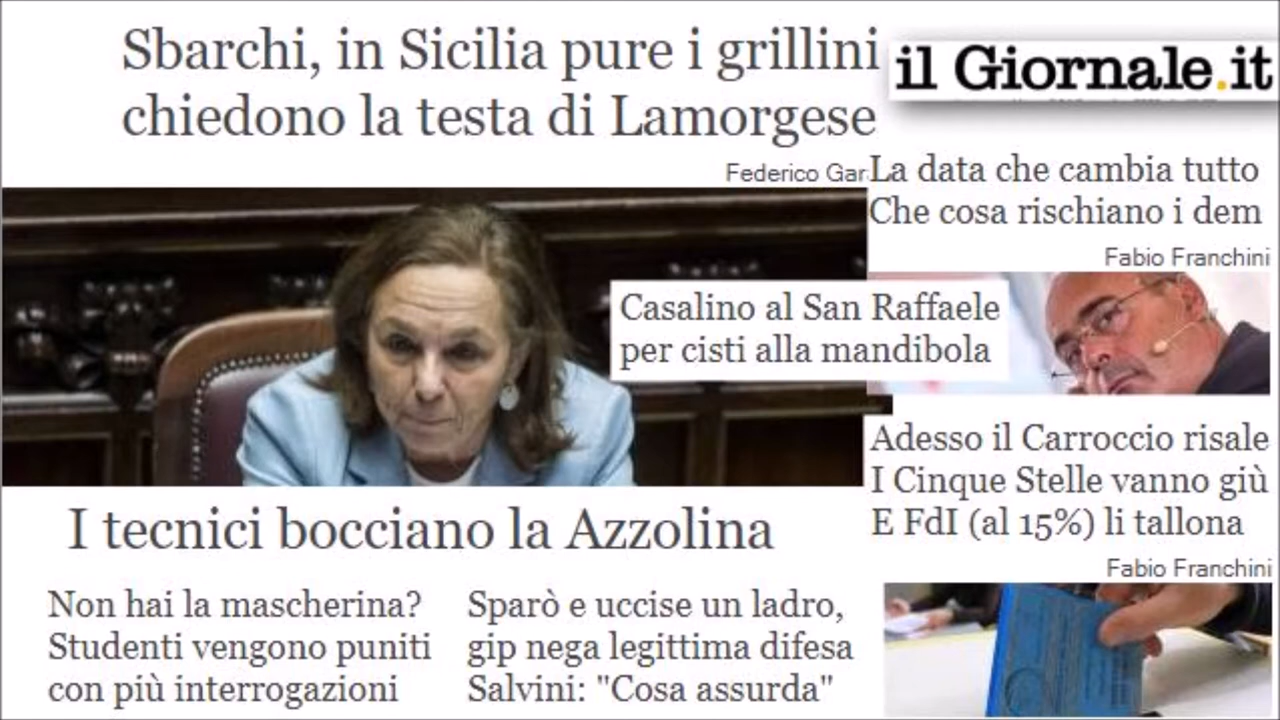 Sbarchi, in Sicilia pure i grillini
chiedono la testa di Lamorgese
il Giornale.it
Federico Gar
La data che cambia tutto
Che cosa rischiano i dem
Fabio Franchini
Casalino al San Raffaele
per cisti alla mandibola
Adesso il Carroccio risale
I Cinque Stelle vanno giù
E FdI (al 15%) li tallona
Fabio Franchini
I tecnici bocciano la Azzolina
Non hai la mascherina?
Studenti vengono puniti
con più interrogazioni
Sparò e uccise un ladro,
gip nega legittima difesa
Salvini: "Cosa assurda"